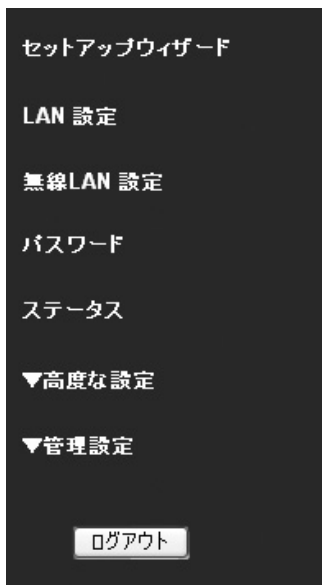 セットアップウィザード
LAN 設定
無線LAN 設定
パスワード
ステータス
▼高度な設定
▼管理設定
ログアウト